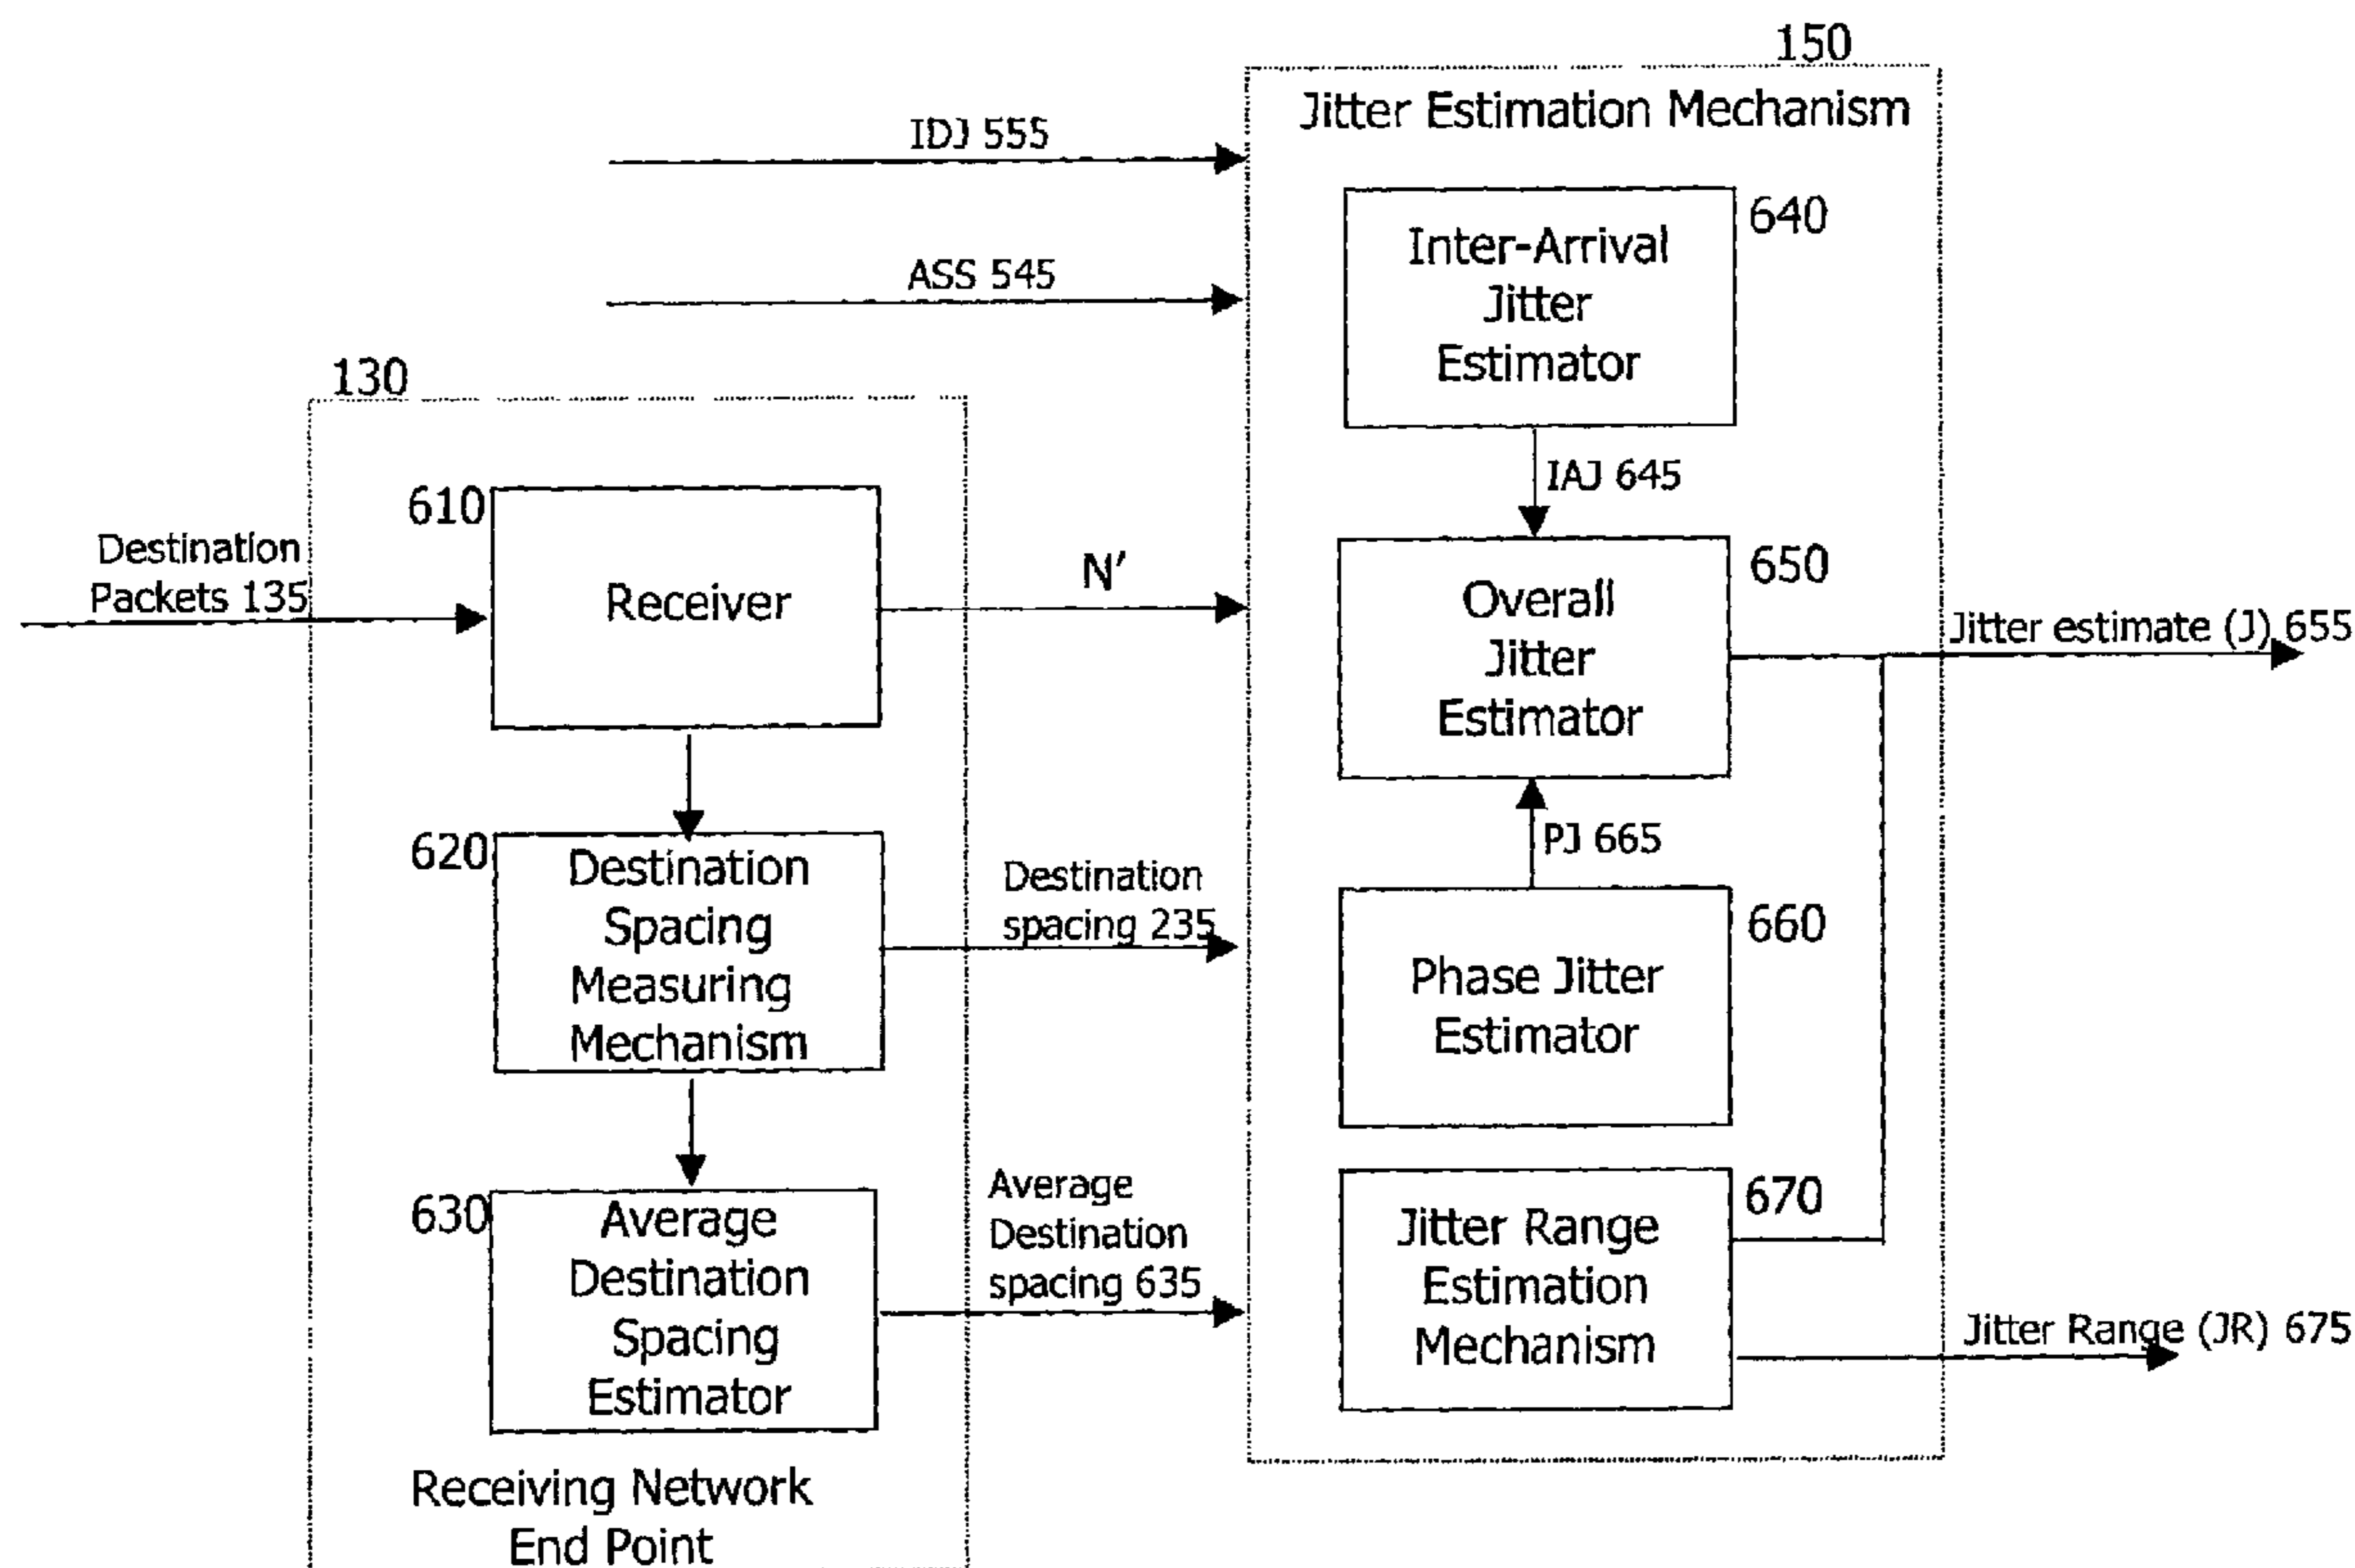 150
Jitter Estimation Mechanism
IDJ 555
640
Inter-Arrival
Jitter
Estimator
ASS 545
130
IAJ 645
610
Destination
Packets 135
Receiver
N'
650
Overall
Jitter
Estimator
Jitter estimate (J) 655
PJ 665
620
Destination
Spacing
Measuring
Mechanism
Destination
spacing 235
660
Phase Jitter
Estimator
630
Average
Destination
Spacing
Estimator
Average
Destination
spacing 635
670
Jitter Range
Estimation
Mechanism
Jitter Range (JR) 675
Receiving Network
End Point